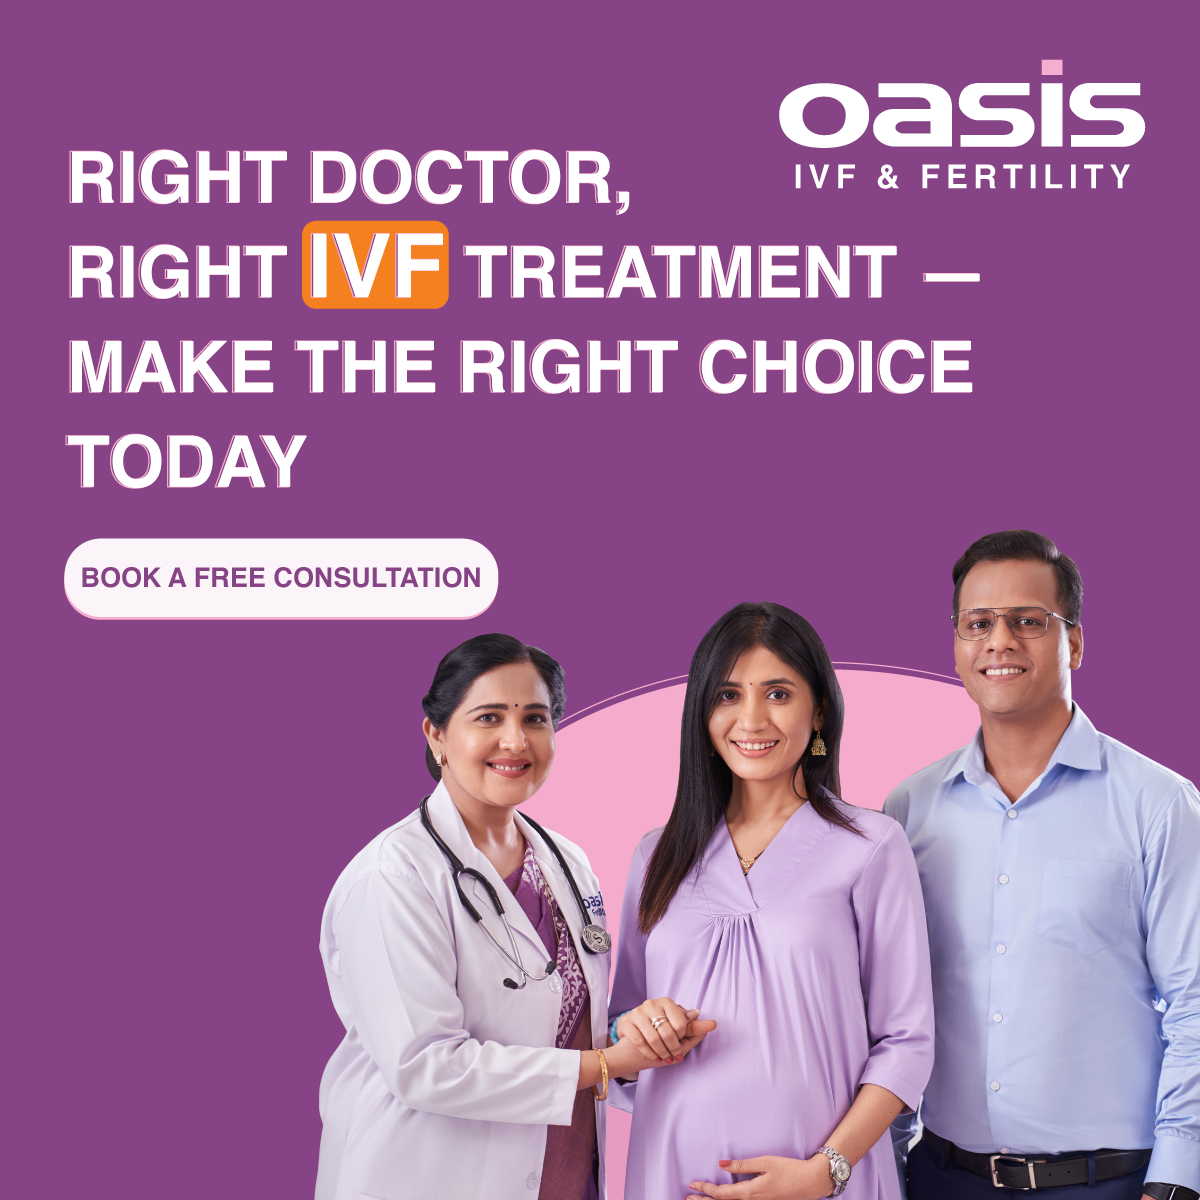 oasis
IVF & FERTILITY
RIGHT DOCTOR,
RIGHT IVF TREATMENT —
MAKE THE RIGHT CHOICE
TODAY
BOOK A FREE CONSULTATION